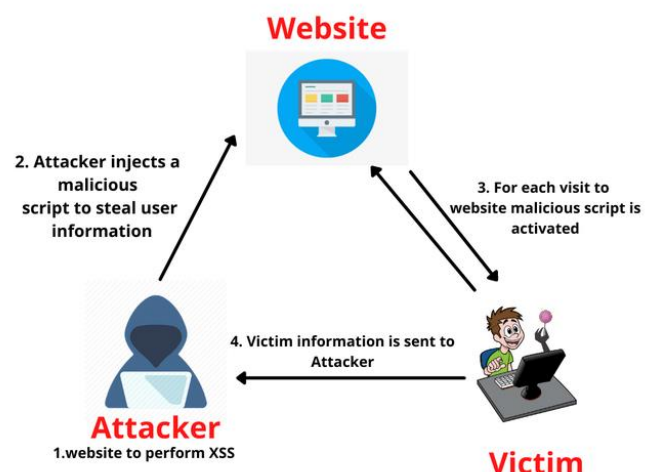 Website
2. Attacker injects a
malicious
script to steal user
information
3. For each visit to
website malicious script is
activated
4. Victim information is sent to
Attacker
Attacker
1.website to perform XSS
Victim